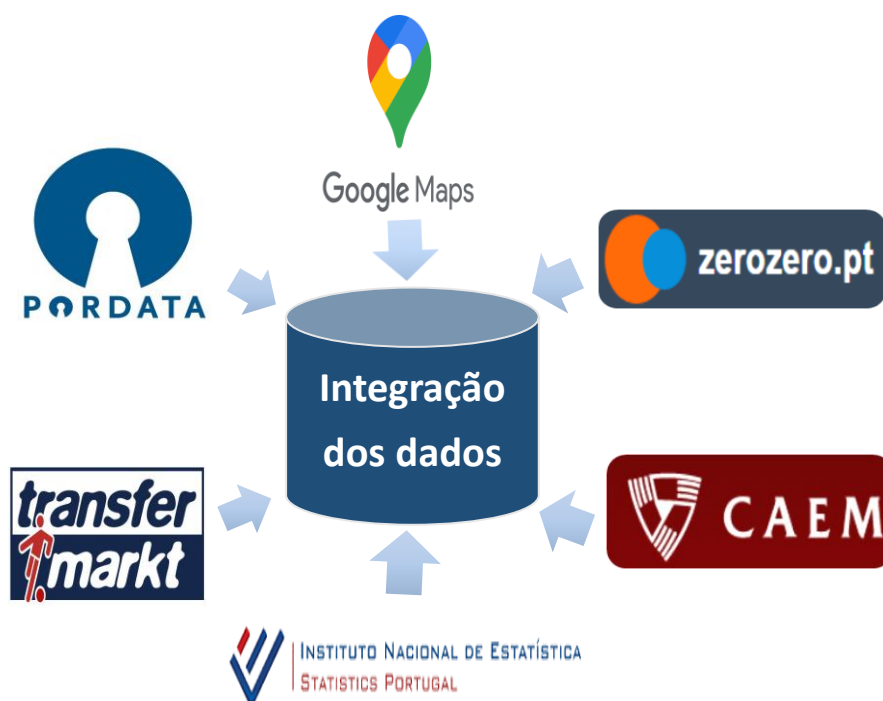 Google Maps
PORDATA
zerozero.pt
Integração
dos dados
transfer
markt
CAEM
INSTITUTO NACIONAL DE ESTATÍSTICA
STATISTICS PORTUGAL